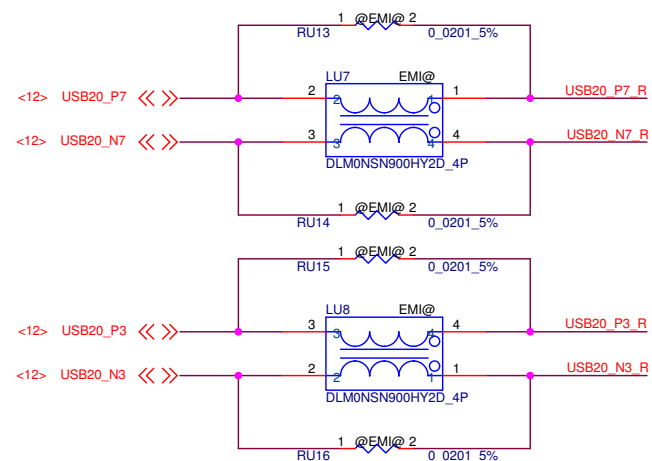 1 @EMI@ 2
RU13 0_0201_5%
LU7 EMI@
<12> USB20_P7 2 2 1 1 USB20_P7_R
<12> USB20_N7 3 3 4 4 USB20_N7_R
DLM0NSN900HY2D_4P
1 @EMI@ 2
RU14 0_0201_5%
1 @EMI@ 2
RU15 0_0201_5%
LU8 EMI@
<12> USB20_P3 3 3 4 4 USB20_P3_R
<12> USB20_N3 2 2 1 1 USB20_N3_R
DLM0NSN900HY2D_4P
1 @EMI@ 2
RU16 0_0201_5%